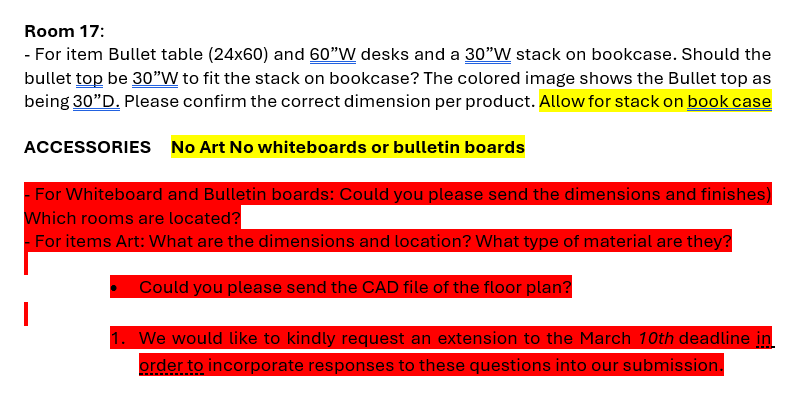 Room 17:
- For item Bullet table (24x60) and 60”W desks and a 30”W stack on bookcase. Should the
bullet top be 30”W to fit the stack on bookcase? The colored image shows the Bullet top as
being 30”D. Please confirm the correct dimension per product. Allow for stack on book case
ACCESSORIES No Art No whiteboards or bulletin boards
- For Whiteboard and Bulletin boards: Could you please send the dimensions and finishes)
Which rooms are located?
- For items Art: What are the dimensions and location? What type of material are they?
• Could you please send the CAD file of the floor plan?
1. We would like to kindly request an extension to the March 10th deadline in
order to incorporate responses to these questions into our submission.